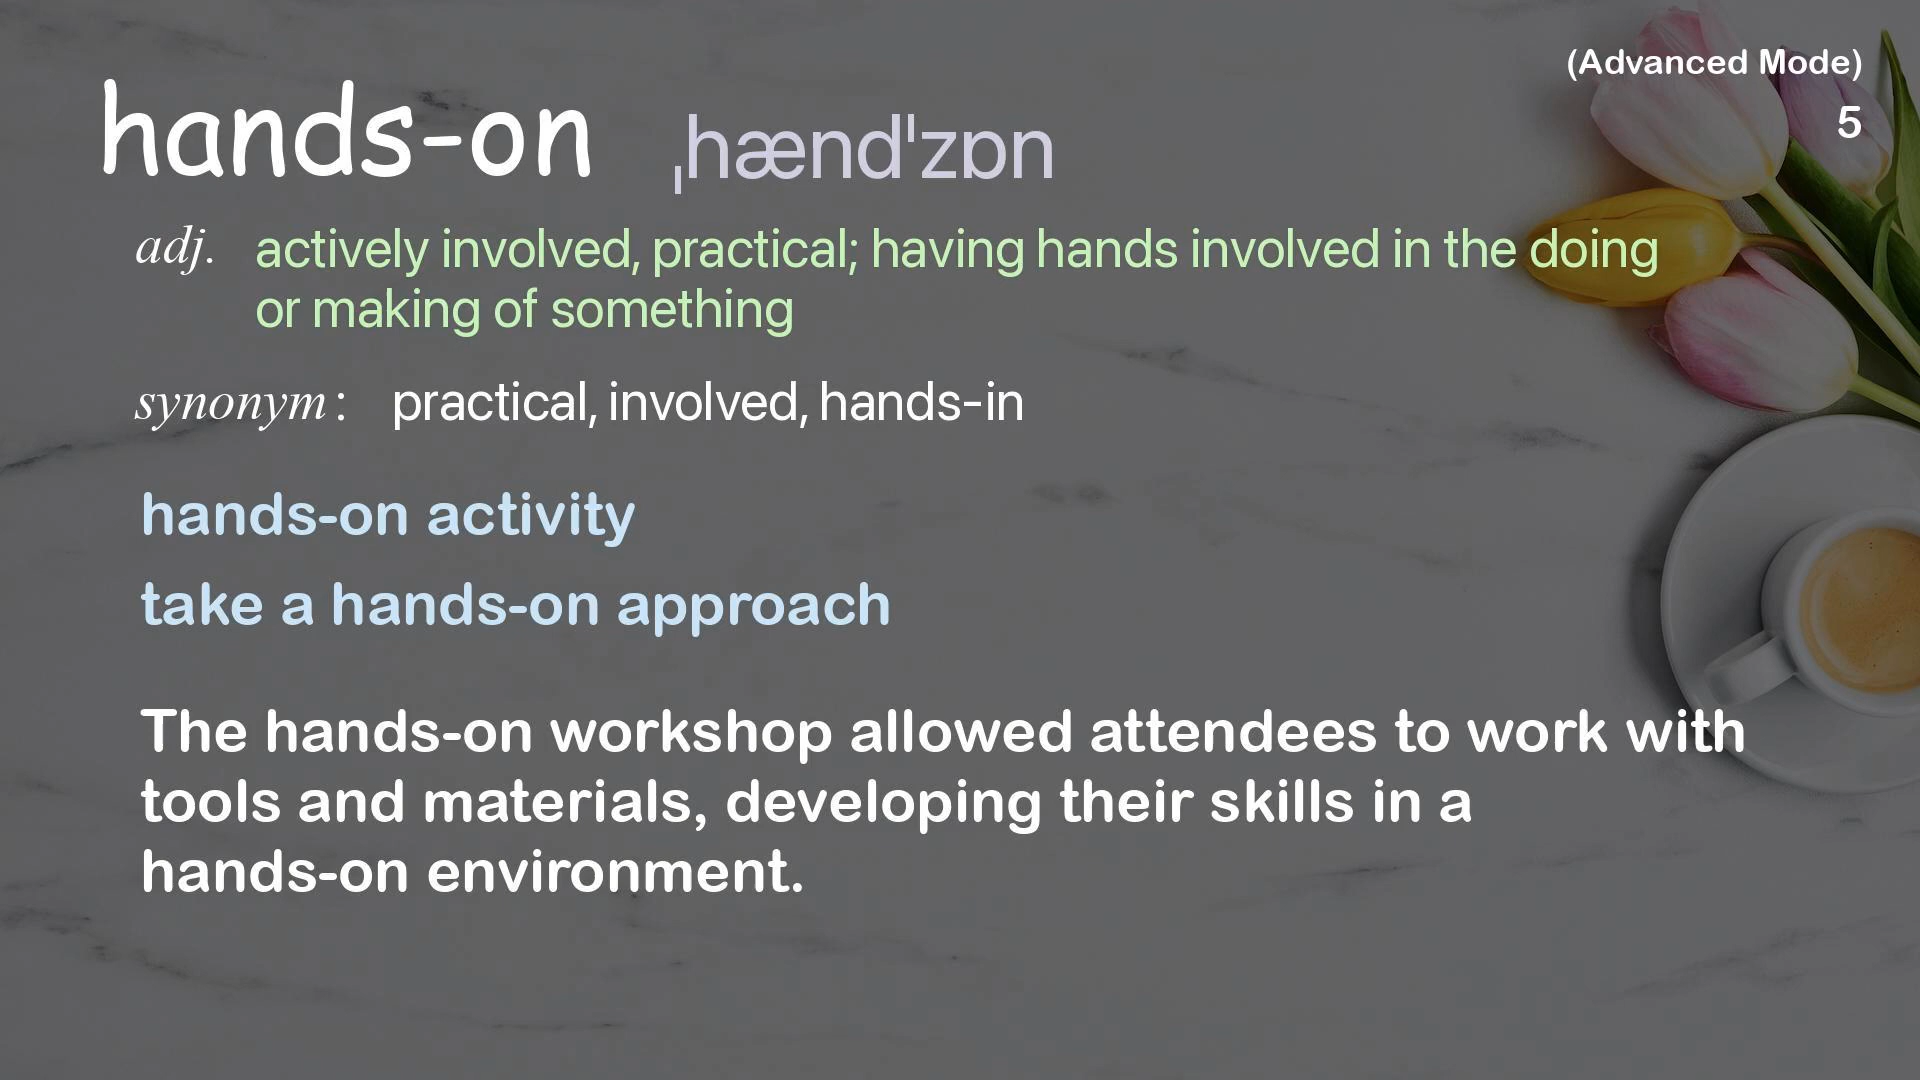 (Advanced Mode)
5
hands-on ˌhænd'zɒn
adj. actively involved, practical; having hands involved in the doing
or making of something
synonym : practical, involved, hands-in
hands-on activity
take a hands-on approach
The hands-on workshop allowed attendees to work with
tools and materials, developing their skills in a
hands-on environment.